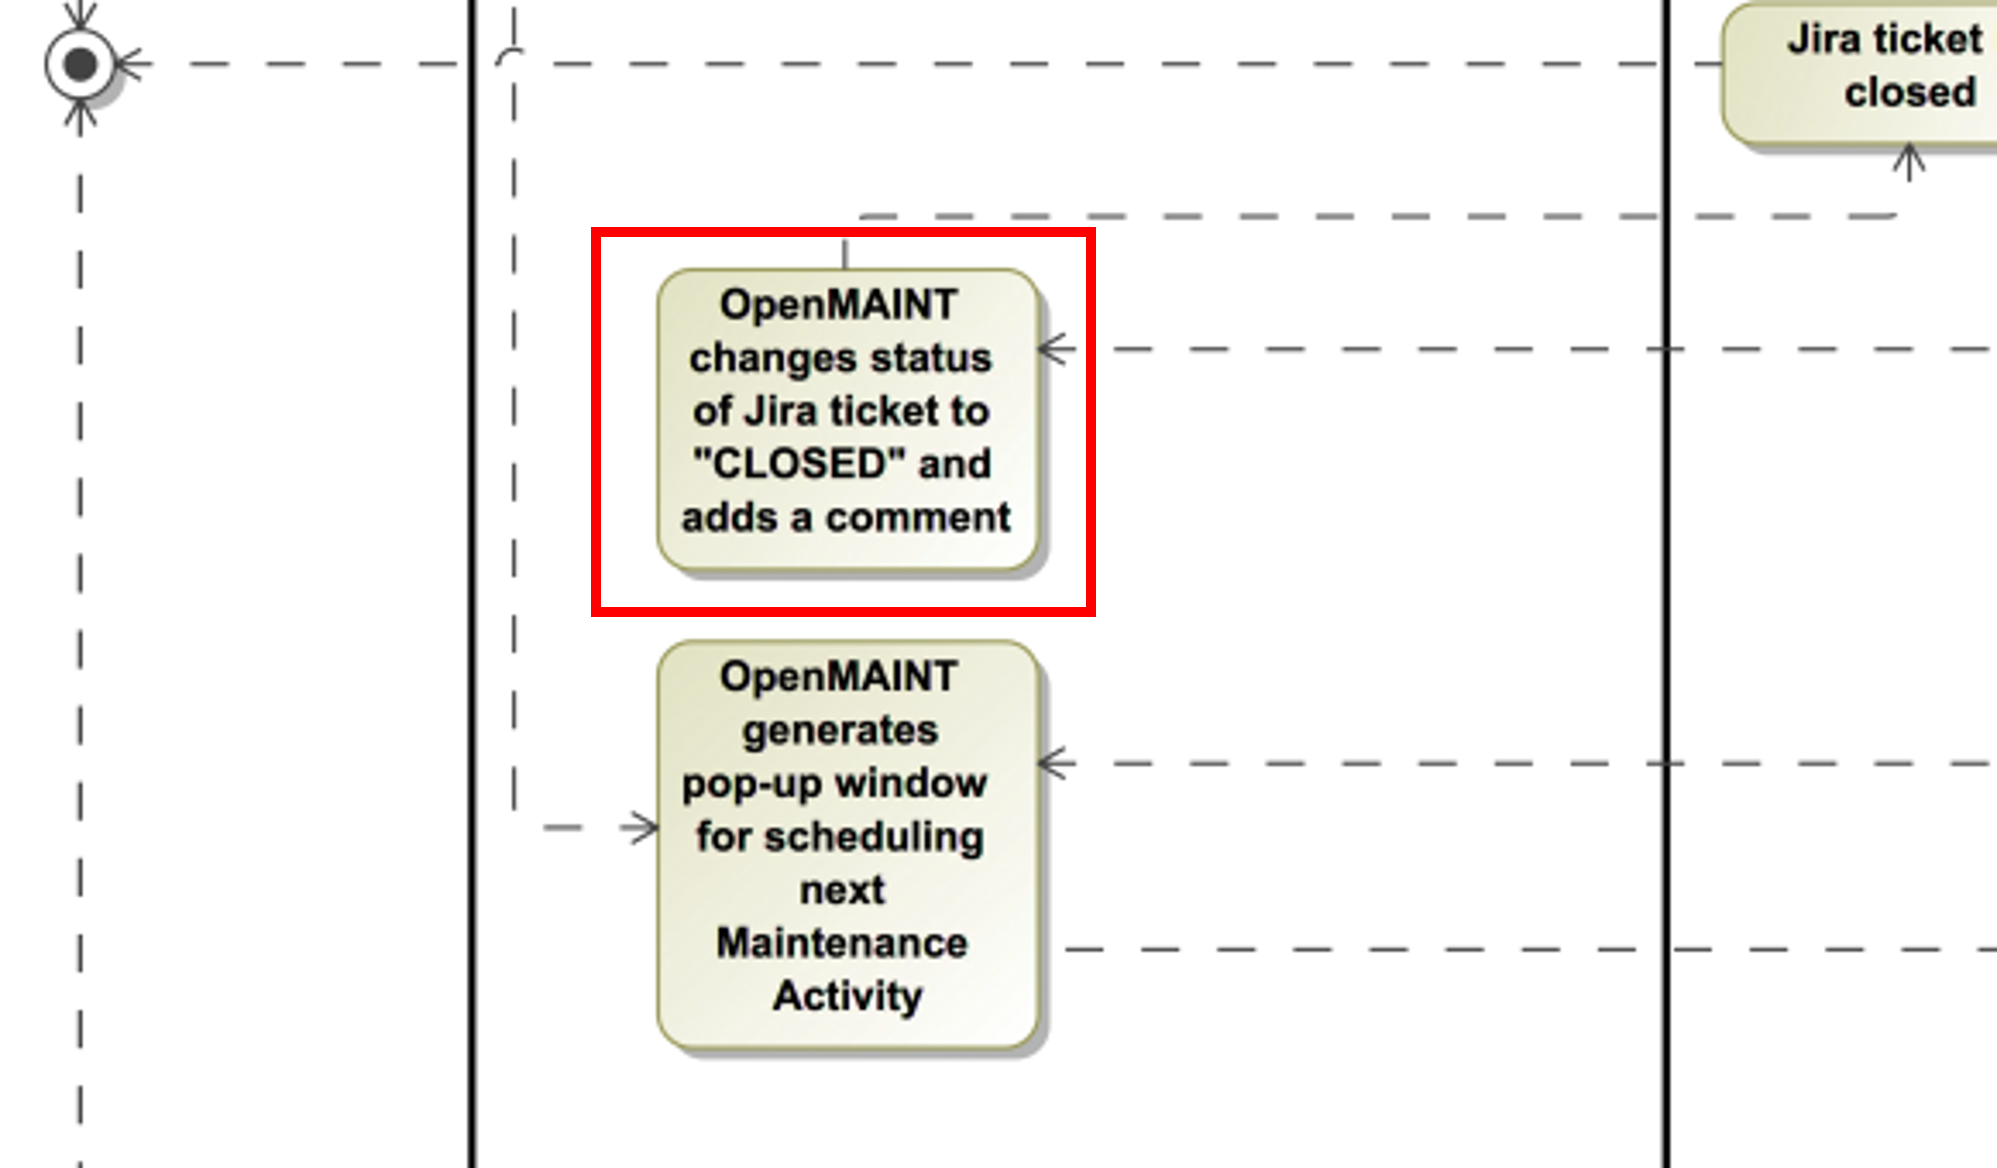 Jira ticket
closed
OpenMAINT
changes status
of Jira ticket to
"CLOSED" and
adds a comment
OpenMAINT
generates
pop-up window
for scheduling
next
Maintenance
Activity